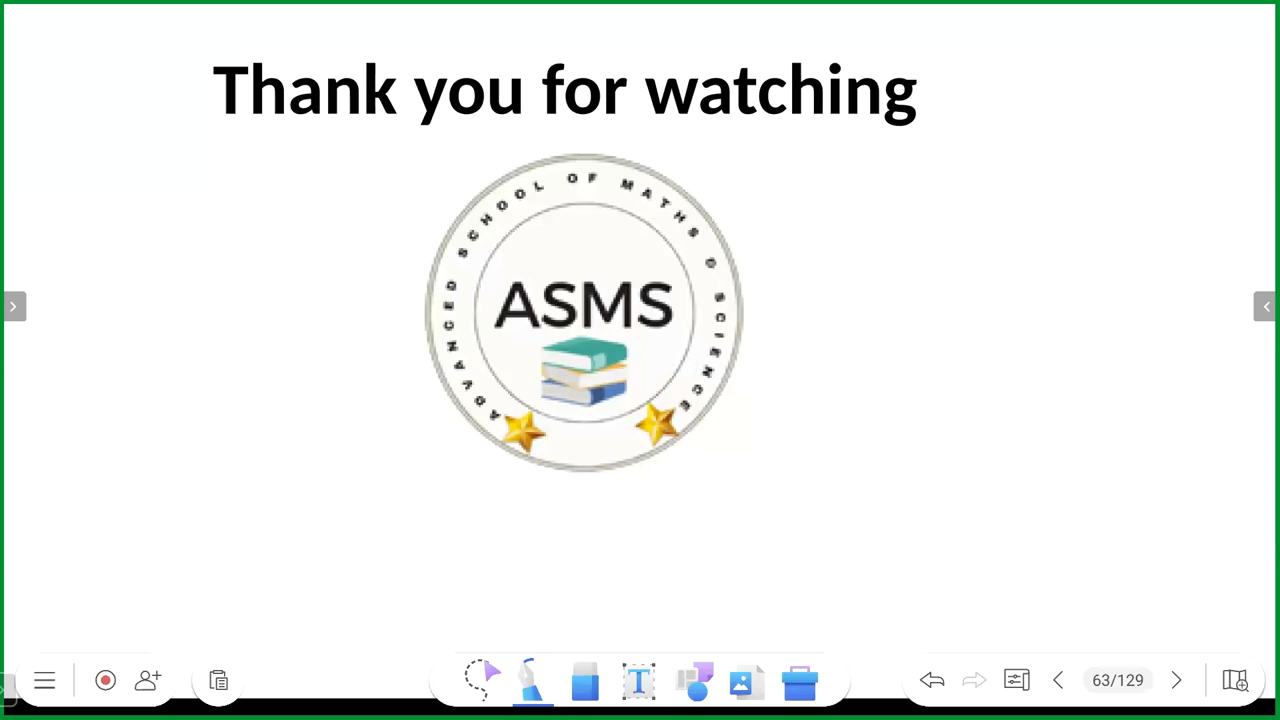 Thank you for watching
ADVANCED SCHOOL OF MATHS & SCIENCE
ASMS
T
63/129